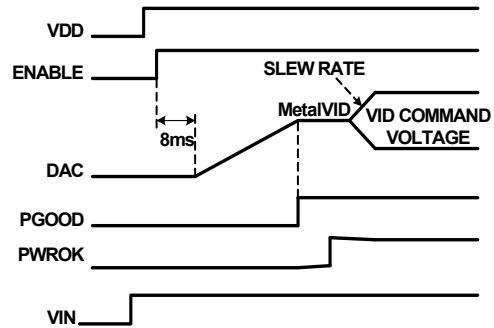 VDD
ENABLE
SLEW RATE
MetalVID
VID COMMAND
VOLTAGE
8ms
DAC
PGOOD
PWROK
VIN